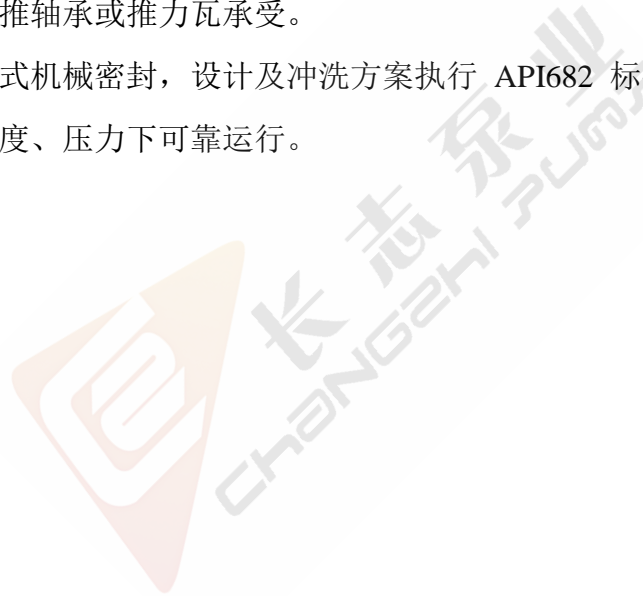 推轴承或推力瓦承受。
式机械密封，设计及冲洗方案执行 API682 标
度、压力下可靠运行。
长志泵业
CHANGZHI PUMP